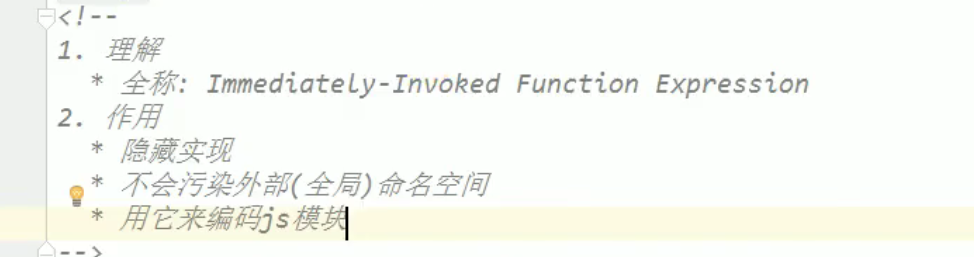 <!--
1. 理解
* 全称: Immediately-Invoked Function Expression
2. 作用
* 隐藏实现
* 不会污染外部(全局)命名空间
* 用它来编码js模块
-->